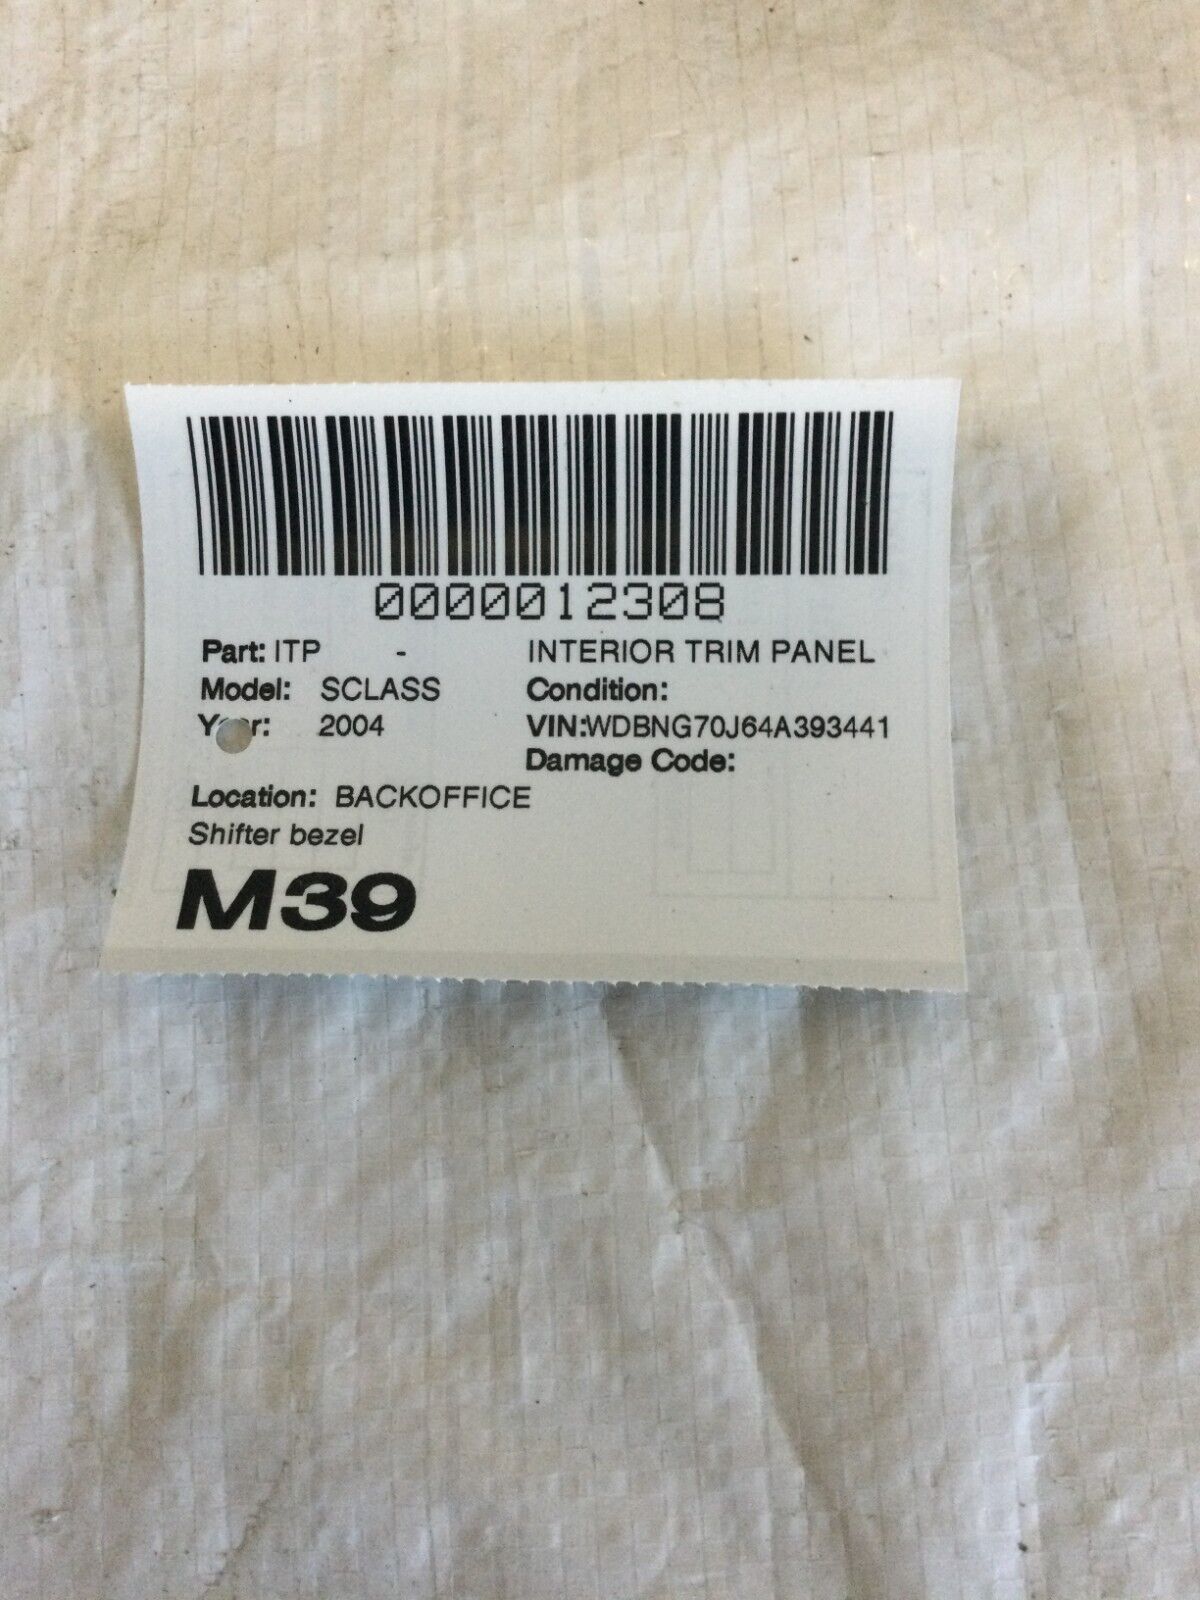 0000012308
Part: ITP - INTERIOR TRIM PANEL
Model: SCLASS Condition:
Year: 2004 VIN:WDBNG70J64A393441
Damage Code:
Location: BACKOFFICE
Shifter bezel
M39